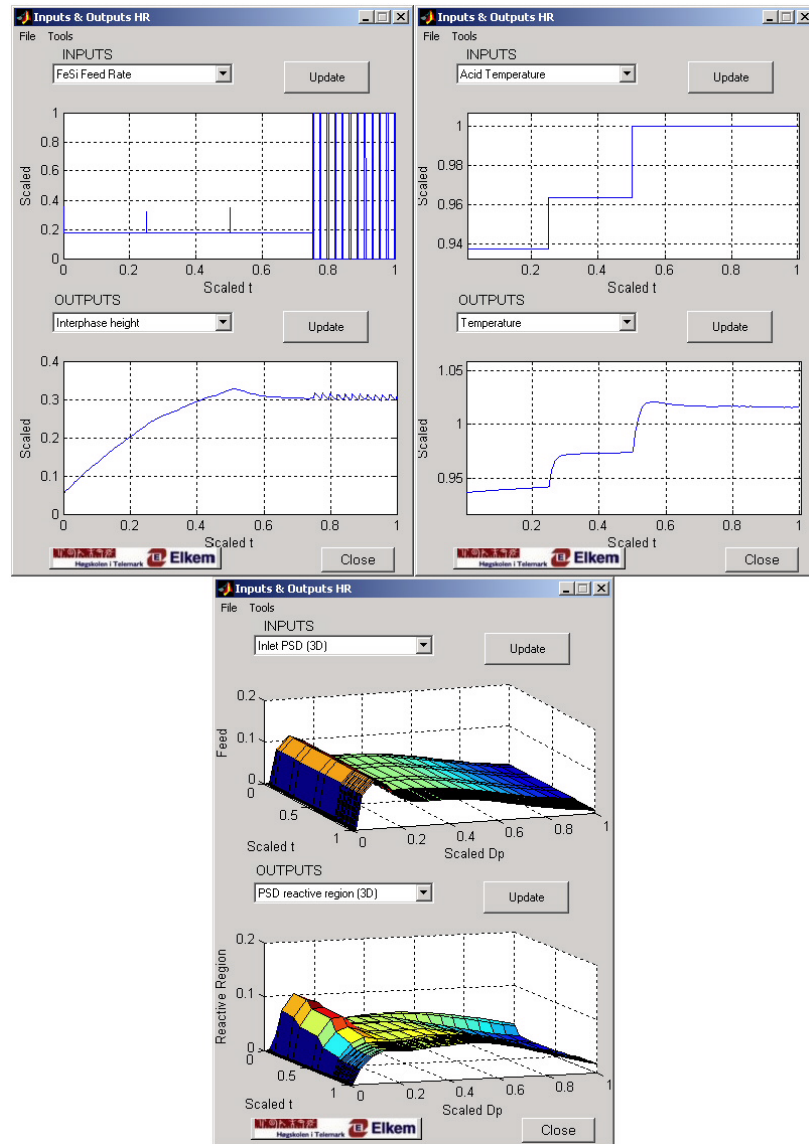 Inputs & Outputs HR
File Tools
INPUTS
FeSi Feed Rate
Update
1
0.8
0.6
0.4
0.2
0
Scaled
0 0.2 0.4 0.6 0.8 1
Scaled t
OUTPUTS
Interphase height
Update
0.4
0.3
0.2
0.1
0
Scaled
0 0.2 0.4 0.6 0.8 1
Scaled t
Høgskolen i Telemark
Elkem
Close
Inputs & Outputs HR
File Tools
INPUTS
Acid Temperature
Update
1
0.98
0.96
0.94
Scaled
0.2 0.4 0.6 0.8 1
Scaled t
OUTPUTS
Temperature
Update
1.05
1
0.95
Scaled
0.2 0.4 0.6 0.8 1
Scaled t
Høgskolen i Telemark
Elkem
Close
Inputs & Outputs HR
File Tools
INPUTS
Inlet PSD (3D)
Update
0.2
0.1
0
Feed
0
0.5
1
Scaled t
0 0.2 0.4 0.6 0.8 1
Scaled Dp
OUTPUTS
PSD reactive region (3D)
Update
0.2
0.1
0
Reactive Region
0
0.5
1
Scaled t
0 0.2 0.4 0.6 0.8 1
Scaled Dp
Høgskolen i Telemark
Elkem
Close